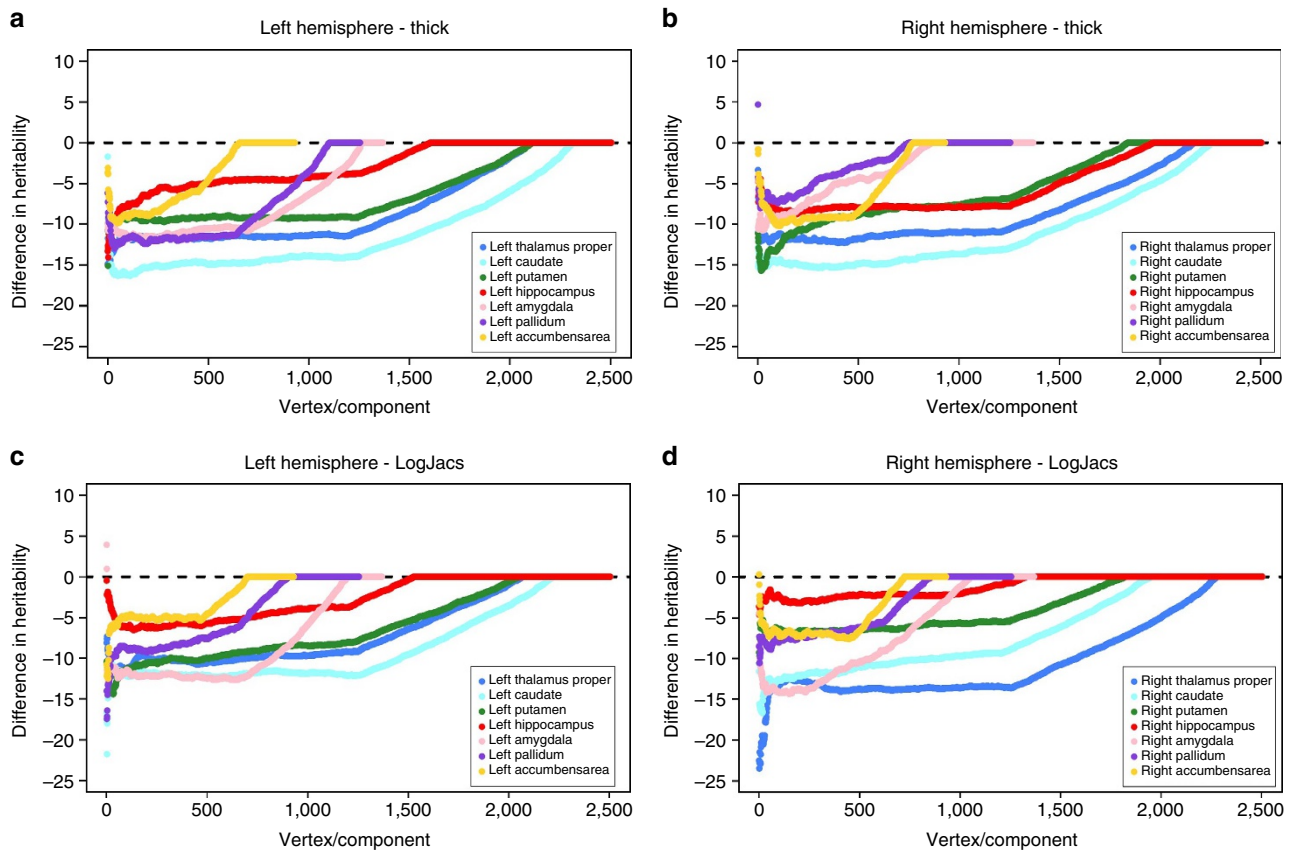 a
Left hemisphere - thick
Difference in heritability
10
5
0
−5
−10
−15
−20
−25
0 500 1,000 1,500 2,000 2,500
Vertex/component
Left thalamus proper
Left caudate
Left putamen
Left hippocampus
Left amygdala
Left pallidum
Left accumbensarea
b
Right hemisphere - thick
Difference in heritability
10
5
0
−5
−10
−15
−20
−25
0 500 1,000 1,500 2,000 2,500
Vertex/component
Right thalamus proper
Right caudate
Right putamen
Right hippocampus
Right amygdala
Right pallidum
Right accumbensarea
c
Left hemisphere - LogJacs
Difference in heritability
10
5
0
−5
−10
−15
−20
−25
0 500 1,000 1,500 2,000 2,500
Vertex/component
Left thalamus proper
Left caudate
Left putamen
Left hippocampus
Left amygdala
Left pallidum
Left accumbensarea
d
Right hemisphere - LogJacs
Difference in heritability
10
5
0
−5
−10
−15
−20
−25
0 500 1,000 1,500 2,000 2,500
Vertex/component
Right thalamus proper
Right caudate
Right putamen
Right hippocampus
Right amygdala
Right pallidum
Right accumbensarea